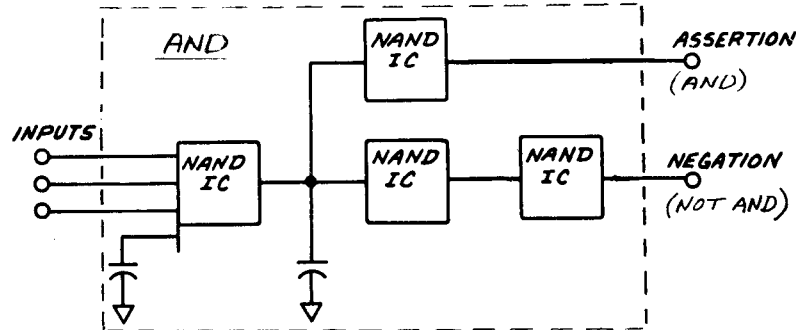 AND
NAND
IC
ASSERTION
(AND)
INPUTS
NAND
IC
NAND
IC
NAND
IC
NEGATION
(NOT AND)